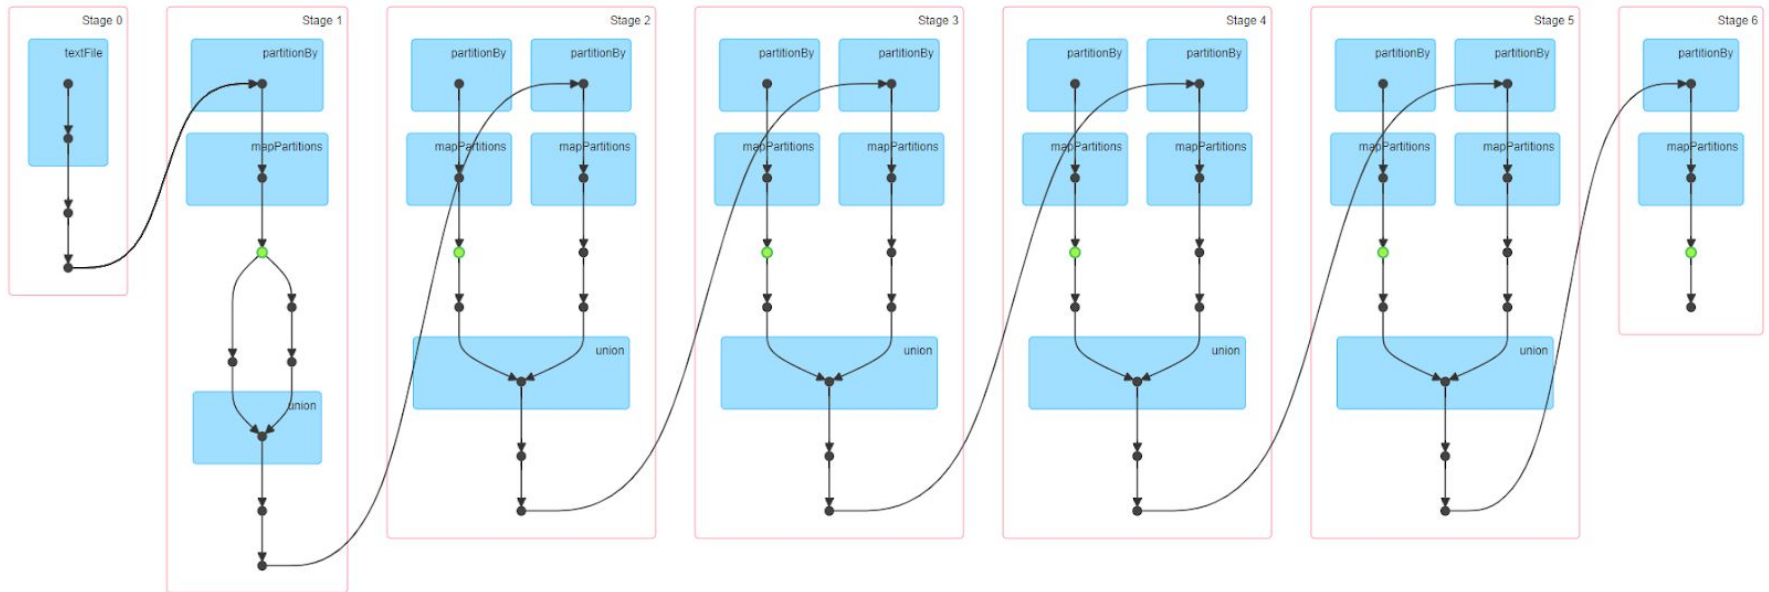 Stage 0
textFile
Stage 1
partitionBy
mapPartitions
union
Stage 2
partitionBy
partitionBy
mapPartitions
mapPartitions
union
Stage 3
partitionBy
partitionBy
mapPartitions
mapPartitions
union
Stage 4
partitionBy
partitionBy
mapPartitions
mapPartitions
union
Stage 5
partitionBy
partitionBy
mapPartitions
mapPartitions
union
Stage 6
partitionBy
mapPartitions